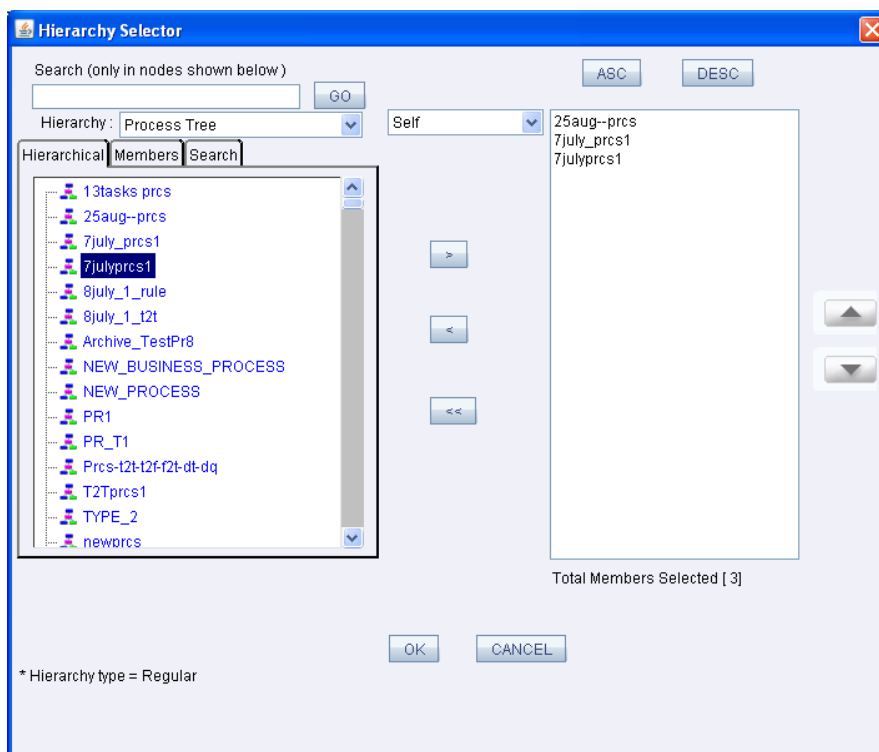 Hierarchy Selector
Search (only in nodes shown below )
GO
ASC
DESC
Hierarchy :
Process Tree
Self
Hierarchical
Members
Search
13tasks prcs
25aug--prcs
7july_prcs1
7julyprcs1
8july_1_rule
8july_1_t2t
Archive_TestPr8
NEW_BUSINESS_PROCESS
NEW_PROCESS
PR1
PR_T1
Prcs-t2t-t2f-f2t-dt-dq
T2Tprcs1
TYPE_2
newprcs
>
<
<<
25aug--prcs
7july_prcs1
7julyprcs1
Total Members Selected [ 3]
OK
CANCEL
* Hierarchy type = Regular